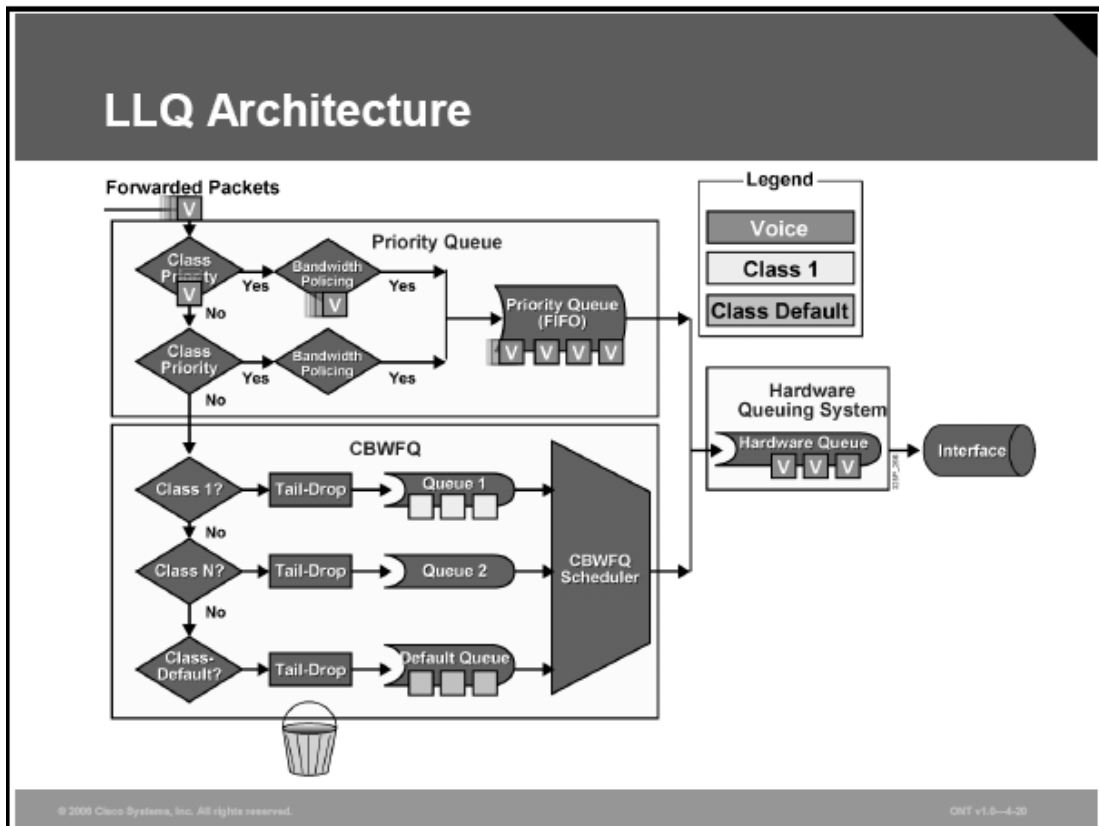 LLQ Architecture
Forwarded Packets
V
Priority Queue
Class
Priority
V
Yes
Bandwidth
Policing
V
Yes
No
Priority Queue
(FIFO)
V V V V
Class
Priority
Yes
Bandwidth
Policing
Yes
No
Legend
Voice
Class 1
Class Default
Hardware
Queuing System
Hardware Queue
V V V
Interface
CBWFQ
Class 1?
Tail-Drop
Queue 1
No
Class N?
Tail-Drop
Queue 2
CBWFQ
Scheduler
No
Class-
Default?
Tail-Drop
Default Queue
© 2006 Cisco Systems, Inc. All rights reserved.
ONT v1.0—4-20